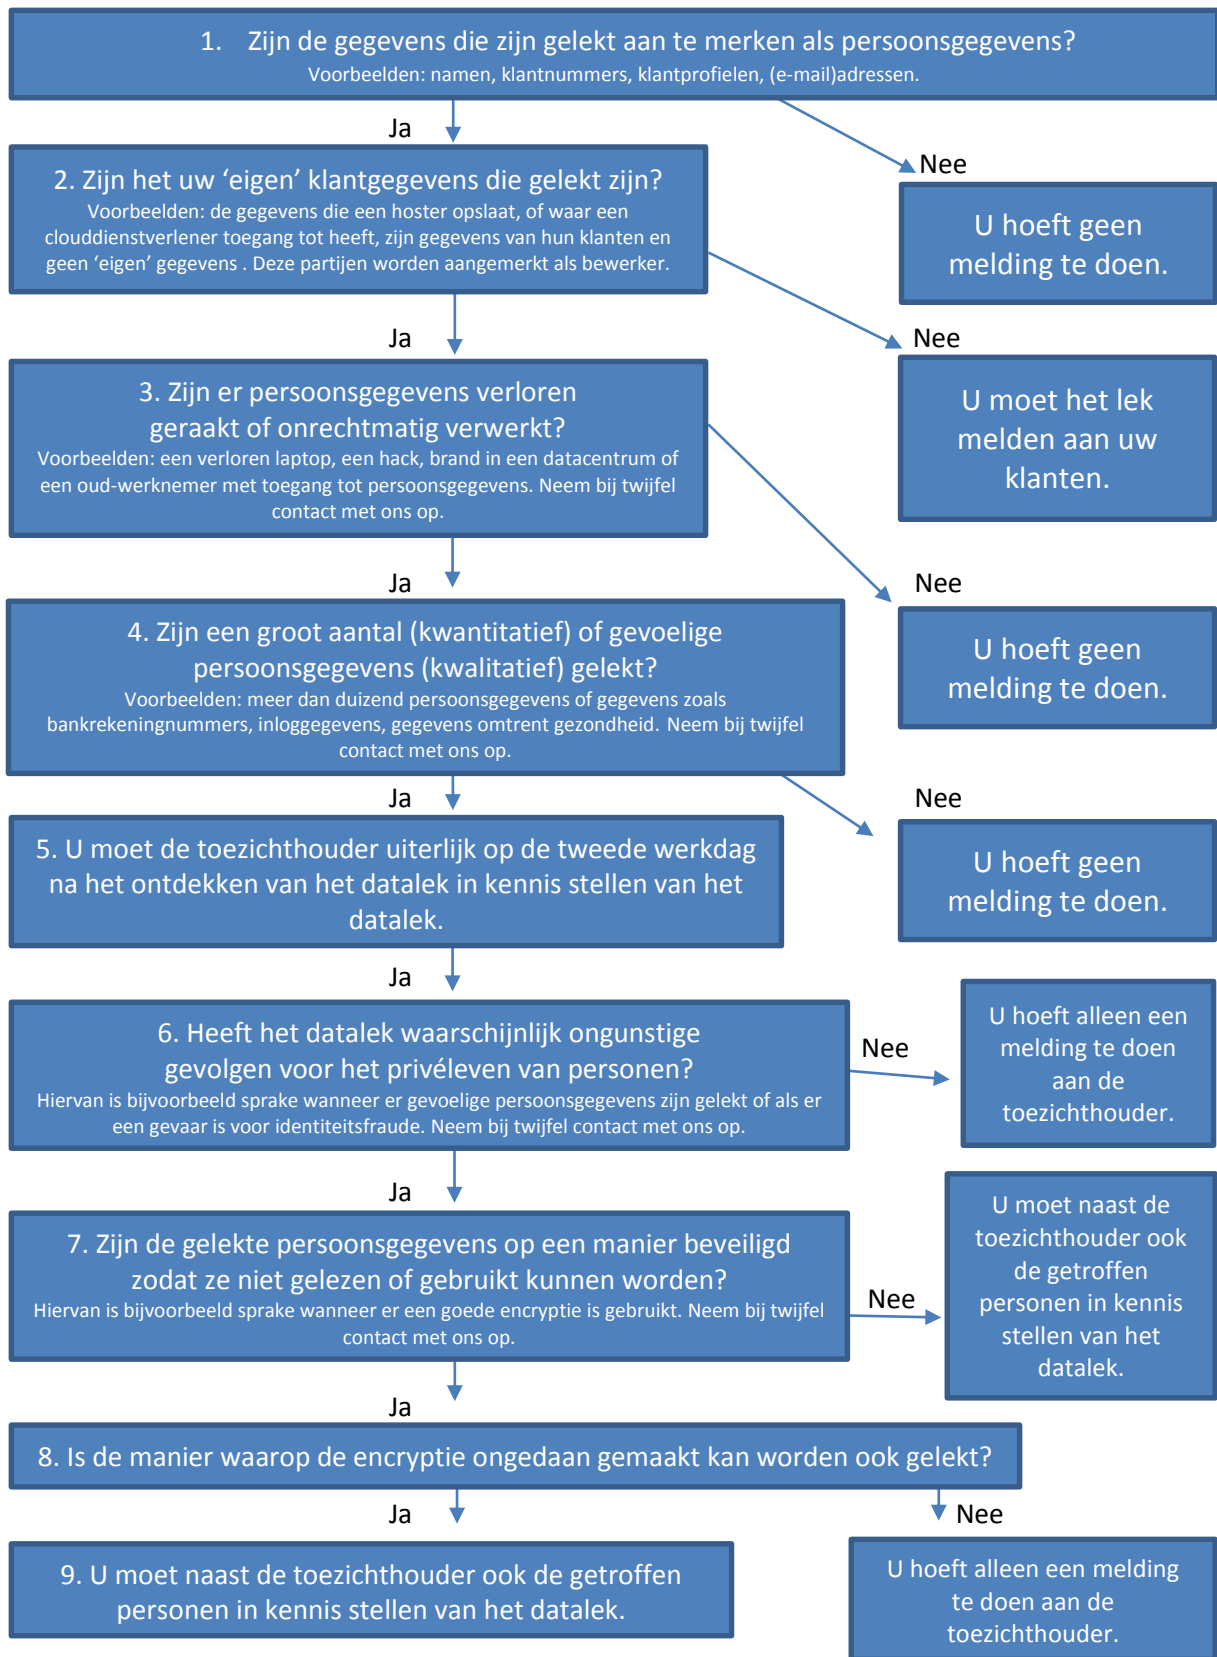 1. Zijn de gegevens die zijn gelekt aan te merken als persoonsgegevens?
Voorbeelden: namen, klantnummers, klantprofielen, (e-mail)adressen.
Ja
Nee
U hoeft geen
melding te doen.
2. Zijn het uw ‘eigen’ klantgegevens die gelekt zijn?
Voorbeelden: de gegevens die een hoster opslaat, of waar een
clouddienstverlener toegang tot heeft, zijn gegevens van hun klanten en
geen ‘eigen’ gegevens . Deze partijen worden aangemerkt als bewerker.
Ja
Nee
U moet het lek
melden aan uw
klanten.
3. Zijn er persoonsgegevens verloren
geraakt of onrechtmatig verwerkt?
Voorbeelden: een verloren laptop, een hack, brand in een datacentrum of
een oud-werknemer met toegang tot persoonsgegevens. Neem bij twijfel
contact met ons op.
Ja
Nee
U hoeft geen
melding te doen.
4. Zijn een groot aantal (kwantitatief) of gevoelige
persoonsgegevens (kwalitatief) gelekt?
Voorbeelden: meer dan duizend persoonsgegevens of gegevens zoals
bankrekeningnummers, inloggegevens, gegevens omtrent gezondheid. Neem bij twijfel
contact met ons op.
Ja
Nee
U hoeft geen
melding te doen.
5. U moet de toezichthouder uiterlijk op de tweede werkdag
na het ontdekken van het datalek in kennis stellen van het
datalek.
Ja
6. Heeft het datalek waarschijnlijk ongunstige
gevolgen voor het privéleven van personen?
Hiervan is bijvoorbeeld sprake wanneer er gevoelige persoonsgegevens zijn gelekt of als er
een gevaar is voor identiteitsfraude. Neem bij twijfel contact met ons op.
Nee
U hoeft alleen een
melding te doen
aan de
toezichthouder.
Ja
7. Zijn de gelekte persoonsgegevens op een manier beveiligd
zodat ze niet gelezen of gebruikt kunnen worden?
Hiervan is bijvoorbeeld sprake wanneer er een goede encryptie is gebruikt. Neem bij twijfel
contact met ons op.
Nee
U moet naast de
toezichthouder ook
de getroffen
personen in kennis
stellen van het
datalek.
Ja
8. Is de manier waarop de encryptie ongedaan gemaakt kan worden ook gelekt?
Ja
Nee
9. U moet naast de toezichthouder ook de getroffen
personen in kennis stellen van het datalek.
U hoeft alleen een melding
te doen aan de
toezichthouder.